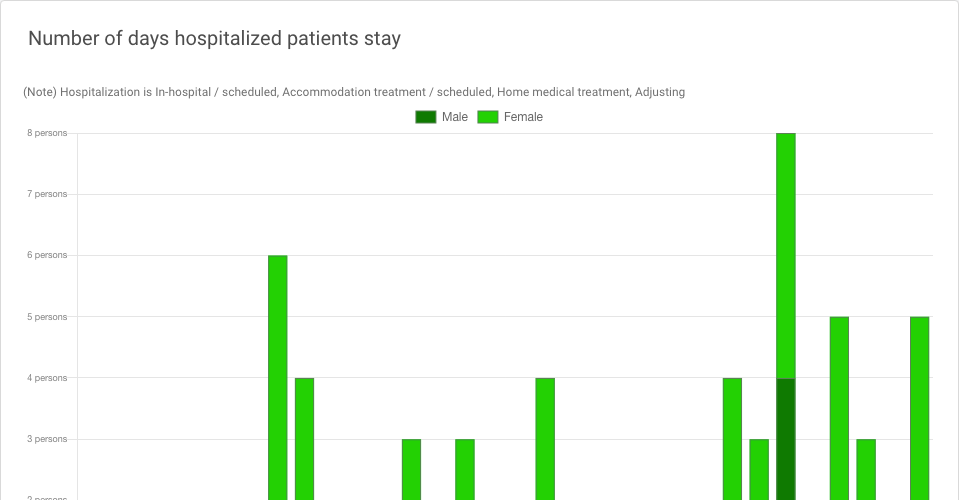 Number of days hospitalized patients stay
(Note) Hospitalization is In-hospital / scheduled, Accommodation treatment / scheduled, Home medical treatment, Adjusting
Male Female
8 persons
7 persons
6 persons
5 persons
4 persons
3 persons
2 persons